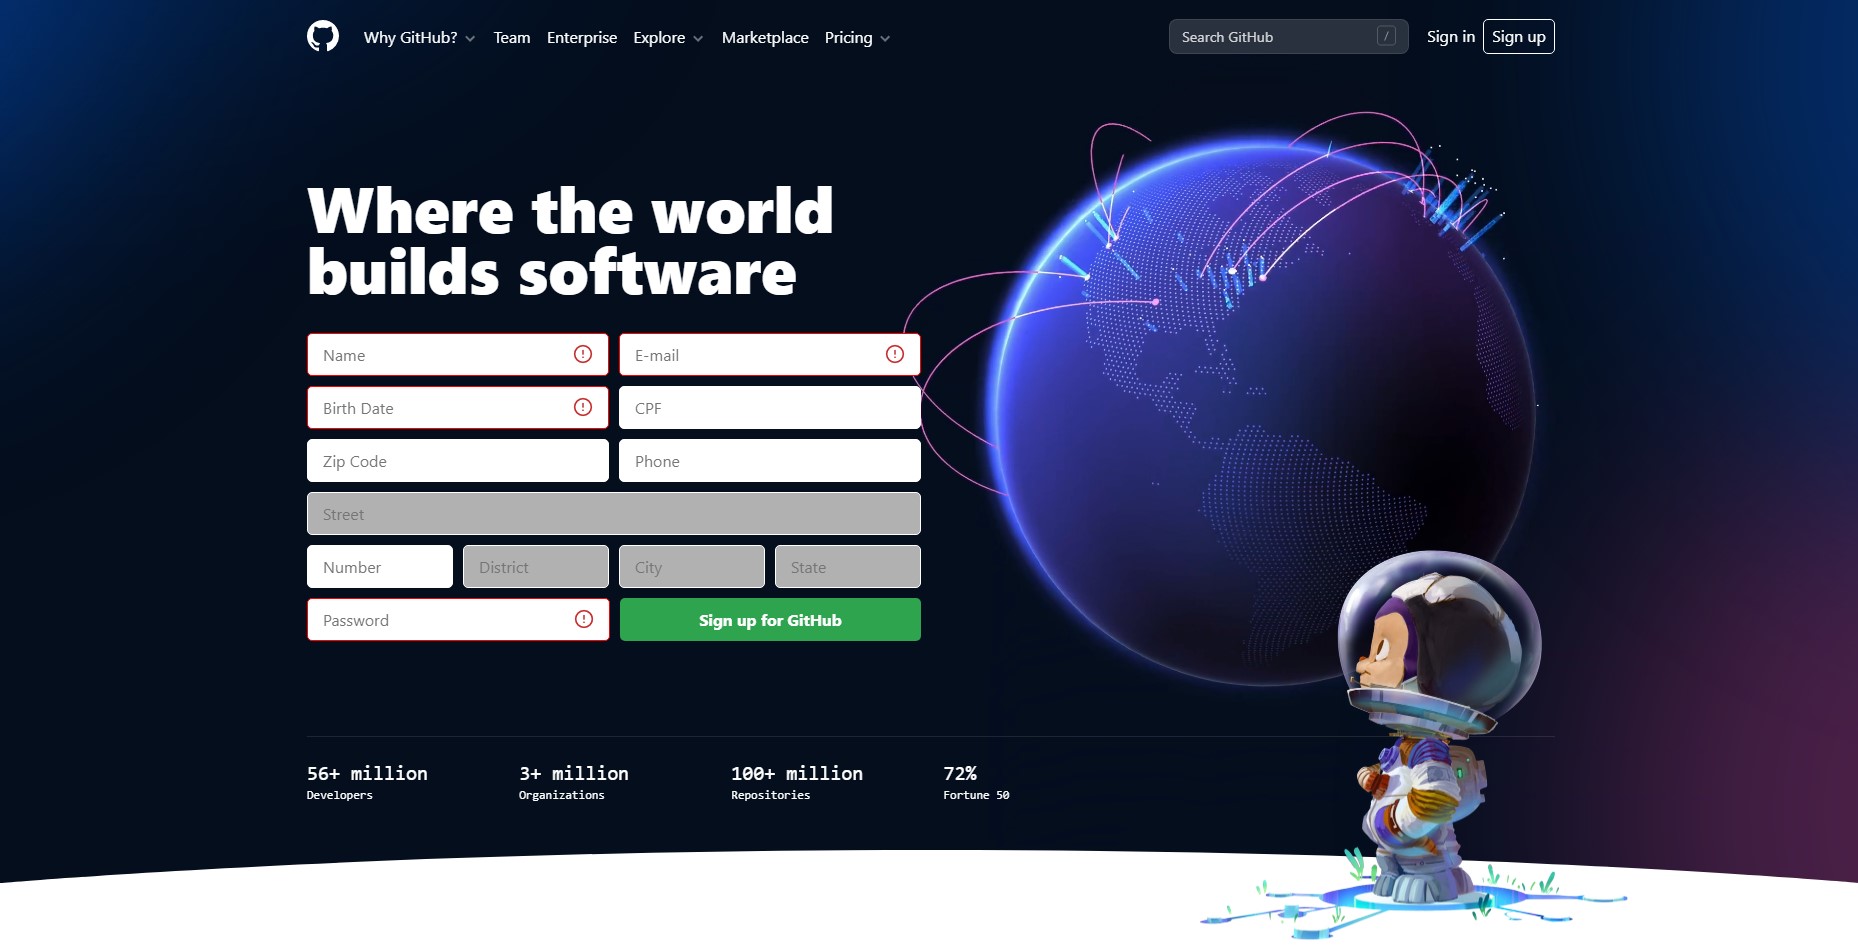 Why GitHub?
Team
Enterprise
Explore
Marketplace
Pricing
Search GitHub
/
Sign in
Sign up
Where the world
builds software
Name
E-mail
Birth Date
CPF
Zip Code
Phone
Street
Number
District
City
State
Password
Sign up for GitHub
56+ million
Developers
3+ million
Organizations
100+ million
Repositories
72%
Fortune 50